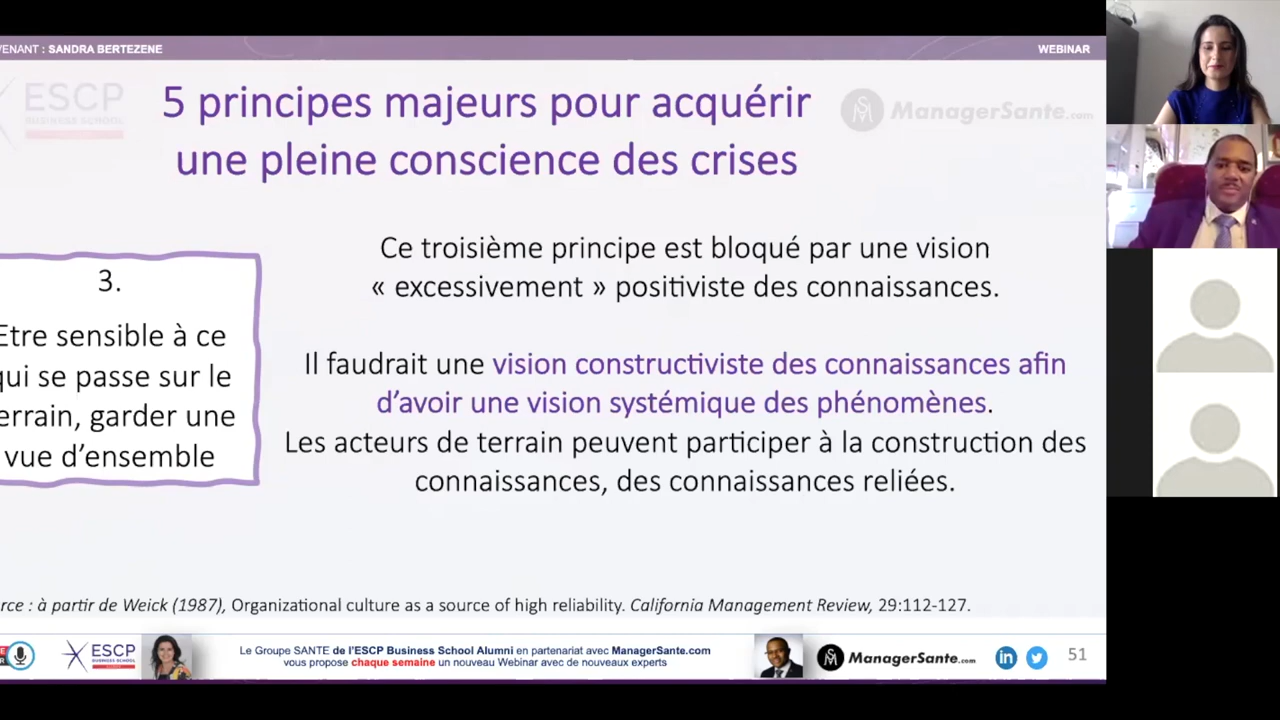 VENANT : SANDRA BERTEZENE
WEBINAR
ESCP
BUSINESS SCHOOL
ManagerSante.com
5 principes majeurs pour acquérir
une pleine conscience des crises
3.
Etre sensible à ce
qui se passe sur le
terrain, garder une
vue d’ensemble
Ce troisième principe est bloqué par une vision
« excessivement » positiviste des connaissances.
Il faudrait une vision constructiviste des connaissances afin
d’avoir une vision systémique des phénomènes.
Les acteurs de terrain peuvent participer à la construction des
connaissances, des connaissances reliées.
rce : à partir de Weick (1987), Organizational culture as a source of high reliability. California Management Review, 29:112-127.
ESCP
BUSINESS SCHOOL
Le Groupe SANTE de l’ESCP Business School Alumni en partenariat avec ManagerSante.com
vous propose chaque semaine un nouveau Webinar avec de nouveaux experts
ManagerSante.com
in
51